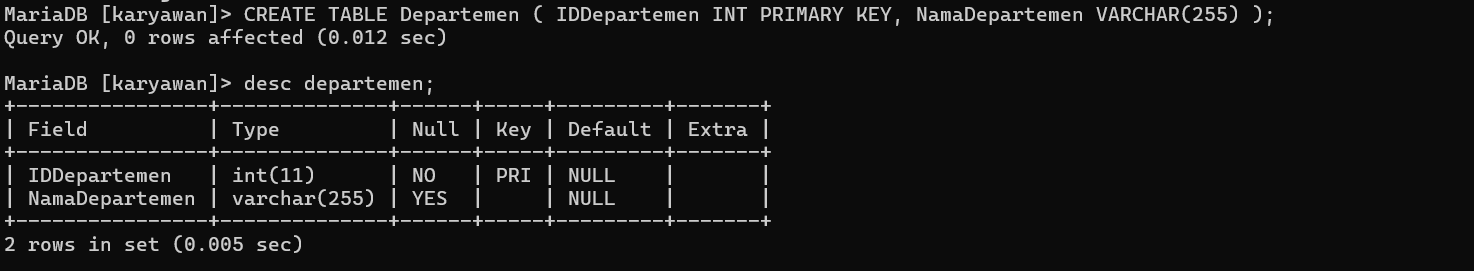 MariaDB [karyawan]> CREATE TABLE Departemen ( IDDepartemen INT PRIMARY KEY, NamaDepartemen VARCHAR(255) );
Query OK, 0 rows affected (0.012 sec)

MariaDB [karyawan]> desc departemen;
+----------------+--------------+------+-----+---------+-------+
| Field          | Type         | Null | Key | Default | Extra |
+----------------+--------------+------+-----+---------+-------+
| IDDepartemen   | int(11)      | NO   | PRI | NULL    |       |
| NamaDepartemen | varchar(255) | YES  |     | NULL    |       |
+----------------+--------------+------+-----+---------+-------+
2 rows in set (0.005 sec)